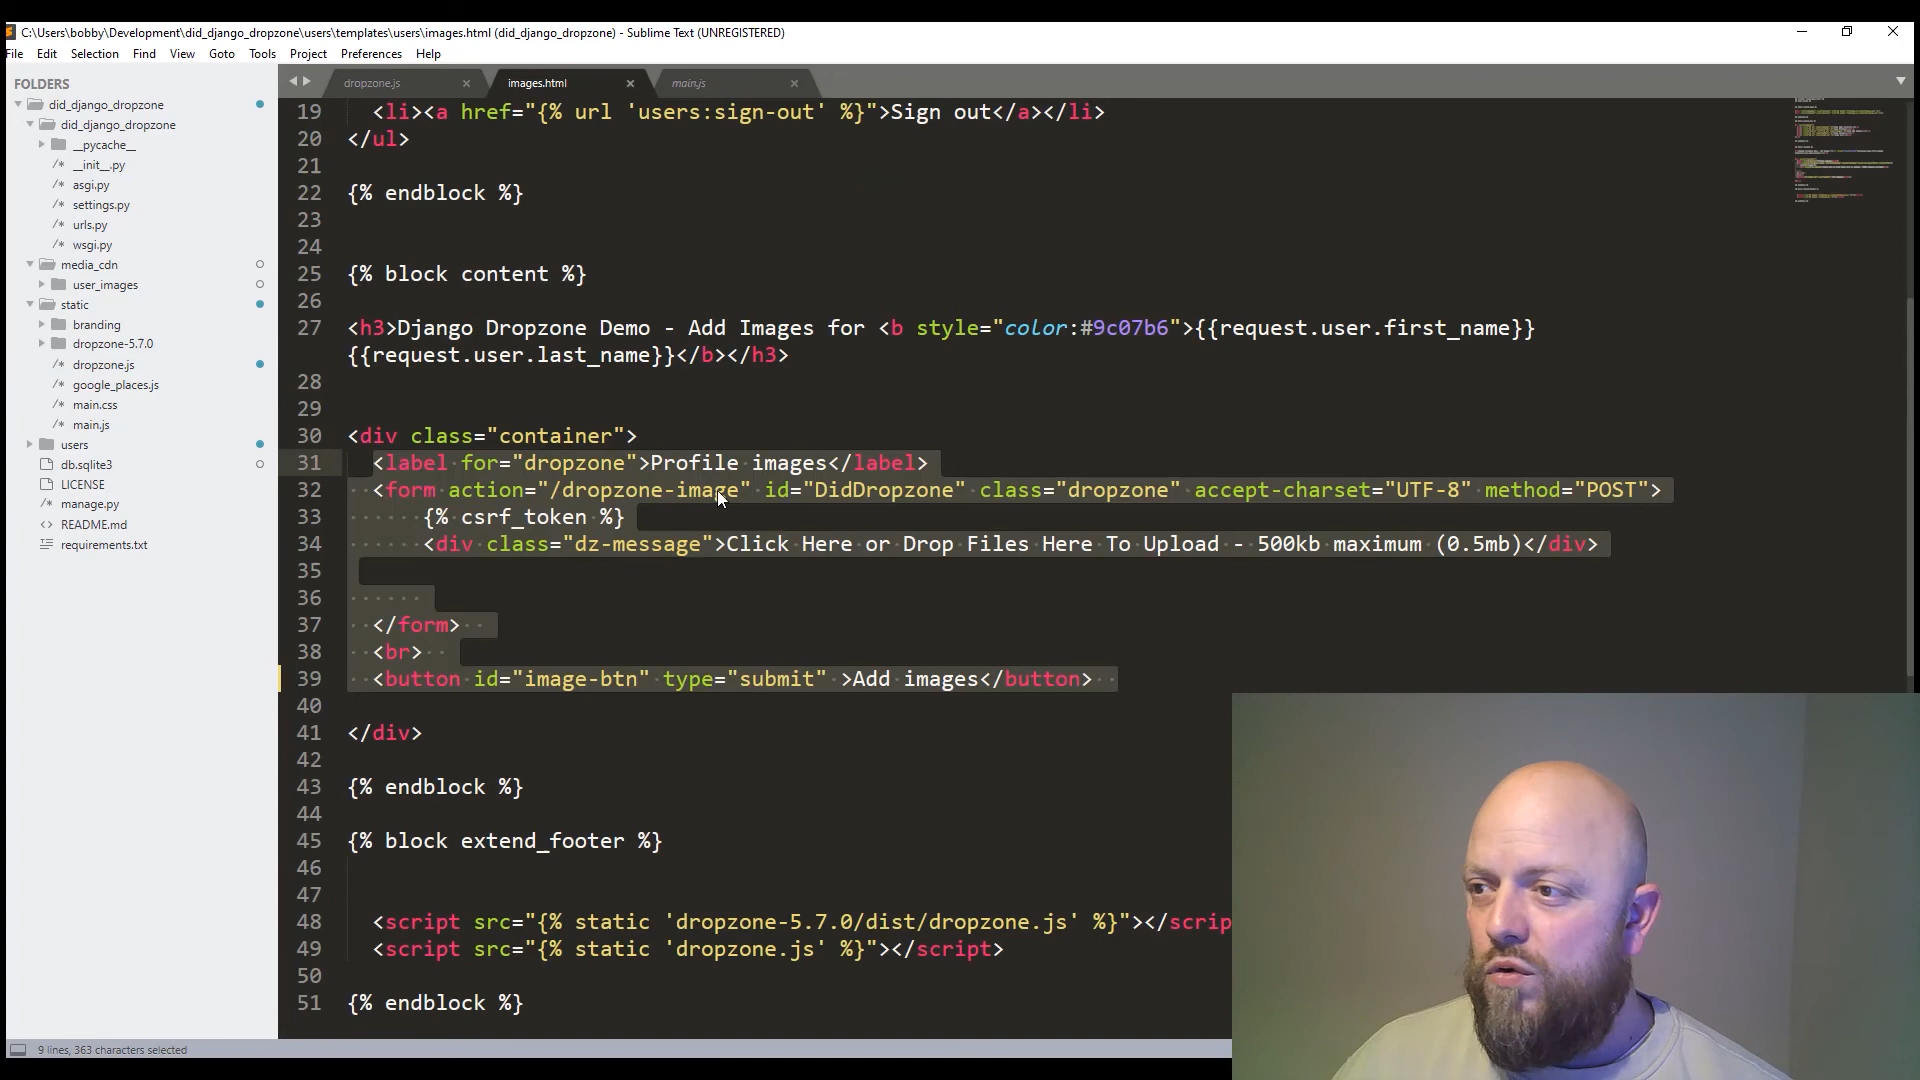 C:\Users\bobby\Development\did_django_dropzone\users\templates\users\images.html (did_django_dropzone) - Sublime Text (UNREGISTERED)
File Edit Selection Find View Goto Tools Project Preferences Help
FOLDERS
did_django_dropzone
did_django_dropzone
__pycache__
/* __init__.py
/* asgi.py
/* settings.py
/* urls.py
/* wsgi.py
media_cdn
user_images
static
branding
dropzone-5.7.0
/* dropzone.js
/* google_places.js
/* main.css
/* main.js
users
db.sqlite3
LICENSE
/* manage.py
<> README.md
requirements.txt
dropzone.js × images.html × main.js ×
19 <li><a href="{% url 'users:sign-out' %}">Sign out</a></li>
20 </ul>
21
22 {% endblock %}
23
24
25 {% block content %}
26
27 <h3>Django Dropzone Demo - Add Images for <b style="color:#9c07b6">{{request.user.first_name}}
{{request.user.last_name}}</b></h3>
28
29
30 <div class="container">
31 <label for="dropzone">Profile images</label>
32 <form action="/dropzone-image" id="DidDropzone" class="dropzone" accept-charset="UTF-8" method="POST">
33 {% csrf_token %}
34 <div class="dz-message">Click Here or Drop Files Here To Upload - 500kb maximum (0.5mb)</div>
35
36
37 </form>
38 <br>
39 <button id="image-btn" type="submit" >Add images</button>
40
41 </div>
42
43 {% endblock %}
44
45 {% block extend_footer %}
46
47
48 <script src="{% static 'dropzone-5.7.0/dist/dropzone.js' %}"></scrip
49 <script src="{% static 'dropzone.js' %}"></script>
50
51 {% endblock %}
9 lines, 363 characters selected